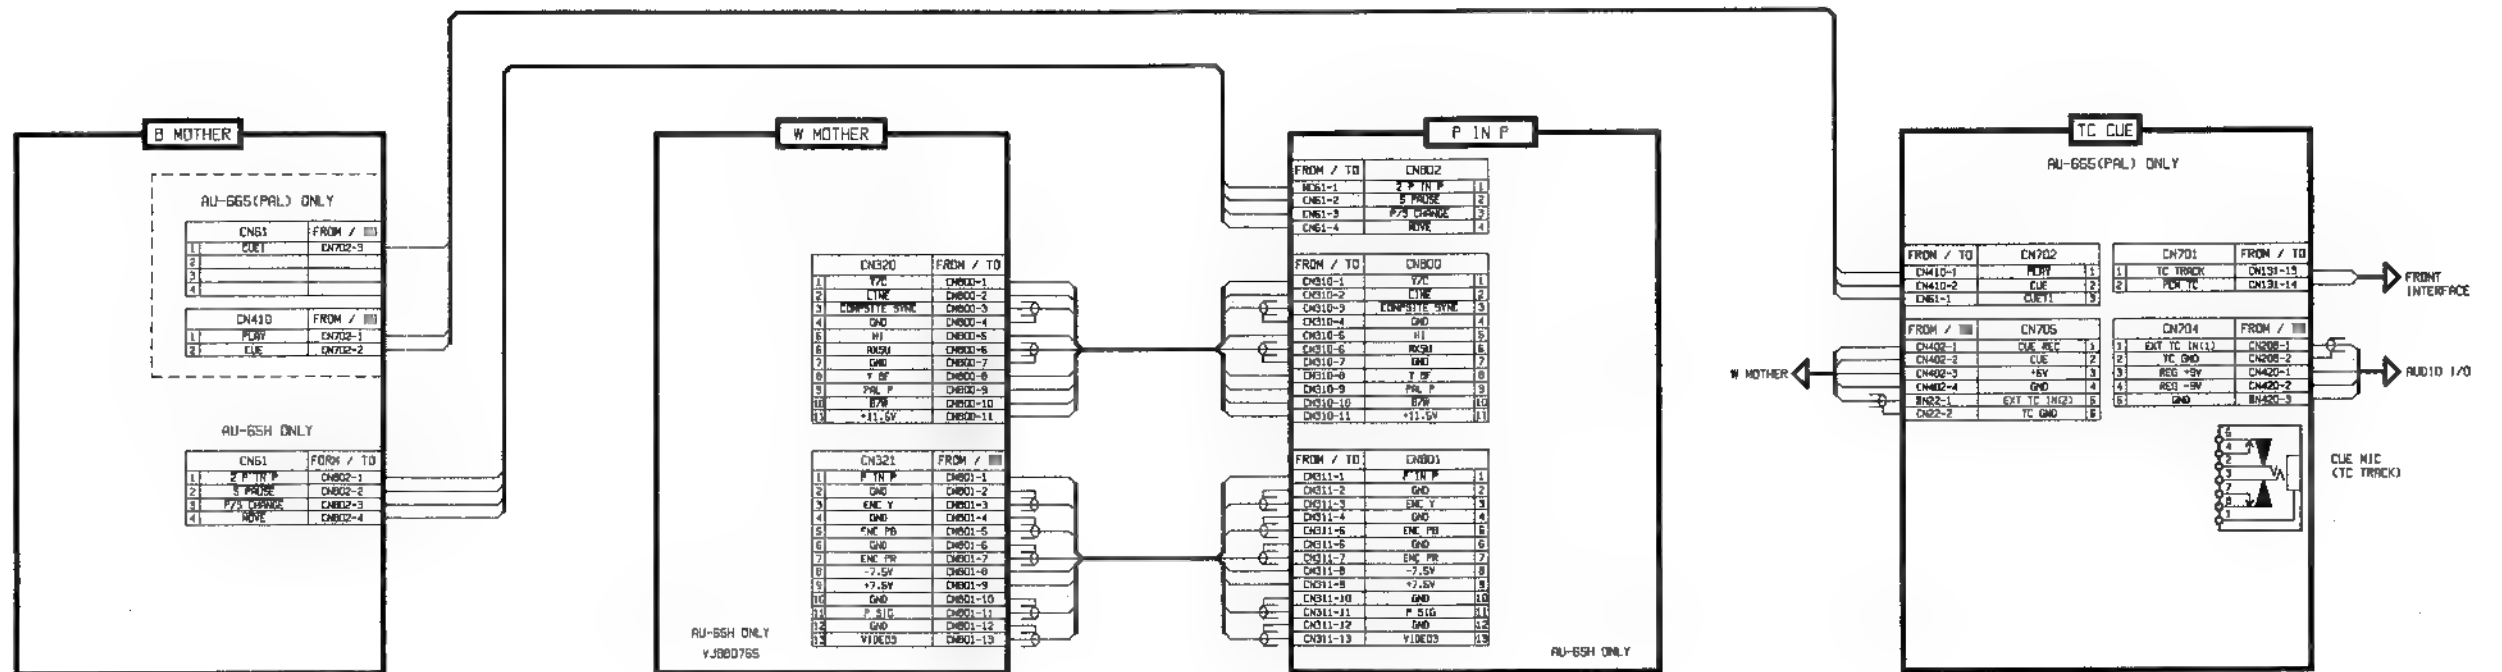 B MOTHER
AU-665(PAL) ONLY
CN61 FROM /
1 CUE1 CN702-3
2
3
4
CN410 FROM /
1 PLAY CN702-1
2 CUE CN702-2
AU-65H ONLY
CN61 FORM / TO
1 2 P IN P CN802-1
2 S PAUSE CN802-2
3 P/S CHANGE CN802-3
4 MOVE CN802-4
W MOTHER
CN320 FROM / TO
1 Y/C CN800-1
2 LINE CN800-2
3 COMPSITE SYNC CN800-3
4 GND CN800-4
5 HI CN800-5
6 CN800-6
7 GND CN800-7
8 CN800-8
9 PAL P CN800-9
10 B/W CN800-10
11 +11.5V CN800-11
CN321 FROM /
1 P IN P CN801-1
2 GND CN801-2
3 ENC Y CN801-3
4 GND CN801-4
5 ENC PB CN801-5
6 GND CN801-6
7 ENC PR CN801-7
8 -7.5V CN801-8
9 +7.5V CN801-9
10 GND CN801-10
11 P SIG CN801-11
12 GND CN801-12
13 VIDEO3 CN801-13
AU-65H ONLY
P IN P
FROM / TO CN802
1 2 P IN P
CN61-2 S PAUSE 2
CN61-3 P/S CHANGE 3
CN61-4 MOVE 4
FROM / TO CN800
CN310-1 Y/C 1
CN310-2 LINE 2
CN310-3 COMPSITE SYNC 3
CN310-4 GND 4
CN310-5 HI 5
CN310-6 6
CN310-7 GND 7
CN310-8 8
CN310-9 PAL P 9
CN310-10 B/W 10
CN310-11 +11.5V 11
FROM / TO CN801
CN311-1 P IN P 1
CN311-2 GND 2
CN311-3 ENC Y 3
CN311-4 GND 4
CN311-5 ENC PB 5
CN311-6 GND 6
CN311-7 ENC PR 7
CN311-8 -7.5V 8
CN311-9 +7.5V 9
CN311-10 GND 10
CN311-11 P SIG 11
CN311-12 GND 12
CN311-13 VIDEO3 13
AU-65H ONLY
TC CUE
AU-665(PAL) ONLY
FROM / TO CN702
CN410-1 PLAY 1
CN410-2 CUE 2
CN61-1 CUET1 3
CN701 FROM / TO
1 TC TRACK CN131-13
2 PCM TC CN131-14
FRONT
INTERFACE
FROM / CN705
CN402-1 CUE REC 1
CN402-2 CUE 2
CN402-3 3
CN402-4 GND 4
EXT TC IN(2) 5
CN22-2 TC GND 6
W MOTHER
CN704 FROM /
1 EXT TC IN(1) CN208-1
2 TC GND CN208-2
3 REG +9V CN420-1
4 REG -9V CN420-2
5 GND
AUDIO I/O
CUE MIC
(TC TRACK)